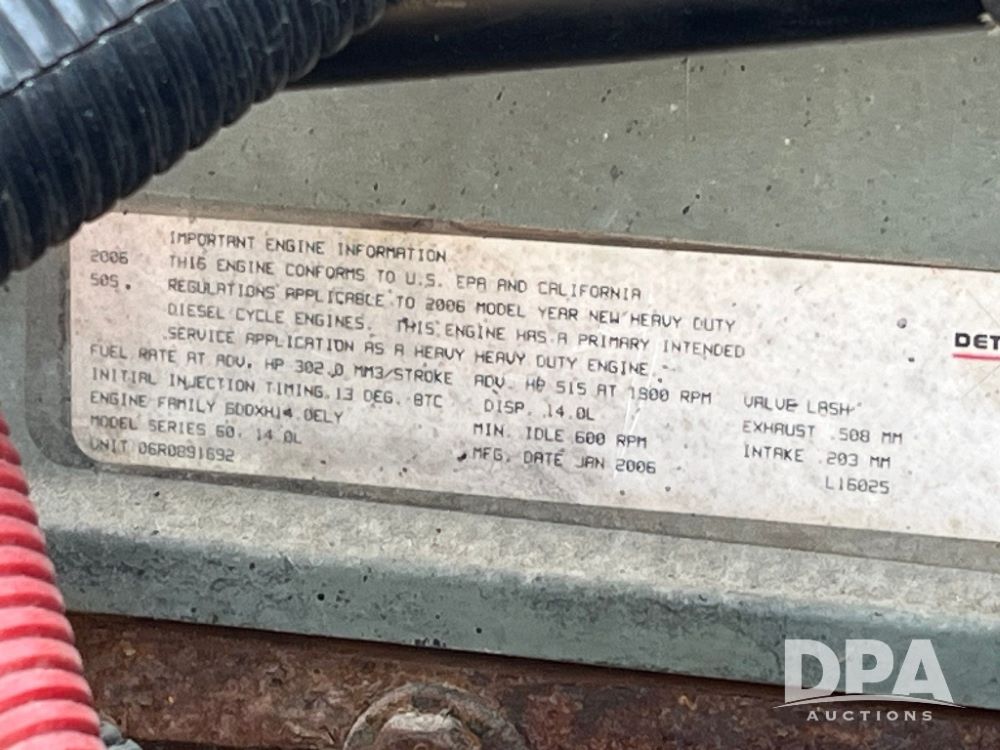 IMPORTANT ENGINE INFORMATION
2006 THIS ENGINE CONFORMS TO U.S. EPA AND CALIFORNIA
505. REGULATIONS APPLICABLE TO 2006 MODEL YEAR NEW HEAVY DUTY
DIESEL CYCLE ENGINES. THIS ENGINE HAS A PRIMARY INTENDED
SERVICE APPLICATION AS A HEAVY HEAVY DUTY ENGINE.
FUEL RATE AT ADV. HP 302.0 MM3/STROKE ADV. HP 515 AT 1800 RPM VALVE LASH
INITIAL INJECTION TIMING 13 DEG. BTC DISP. 14.0L EXHAUST .508 MM
ENGINE FAMILY 6DDXH14.0ELY MIN. IDLE 600 RPM INTAKE .203 MM
MODEL SERIES 60, 14.0L MFG. DATE JAN 2006 L16025
UNIT 06R0891692
DET
DPA
AUCTIONS